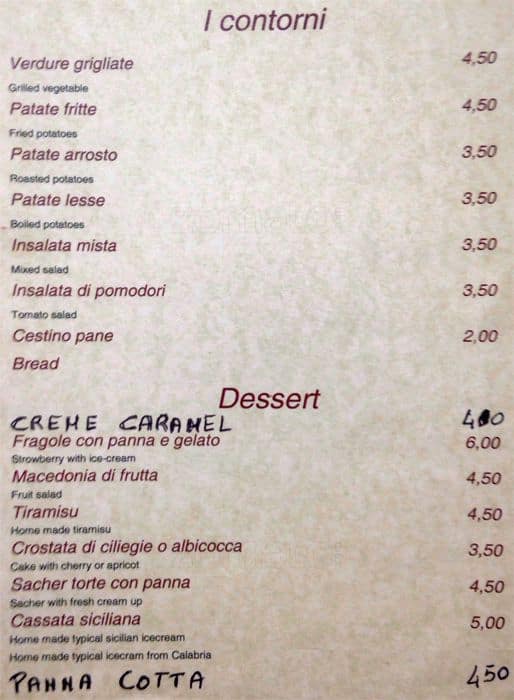 I contorni
Verdure grigliate 4,50
Grilled vegetable
Patate fritte 4,50
Fried potatoes
Patate arrosto 3,50
Roasted potatoes
Patate lesse 3,50
Boiled potatoes
Insalata mista 3,50
Mixed salad
Insalata di pomodori 3,50
Tomato salad
Cestino pane 2,00
Bread
Dessert
CREME CARAMEL
Fragole con panna e gelato 6,00
Strowberry with ice-cream
Macedonia di frutta 4,50
Fruit salad
Tiramisu 4,50
Home made tiramisu
Crostata di ciliegie o albicocca 3,50
Cake with cherry or apricot
Sacher torte con panna 4,50
Sacher with fresh cream up
Cassata siciliana 5,00
Home made typical sicilian icecream
Home made typical icecram from Calabria
PANNA COTTA 450